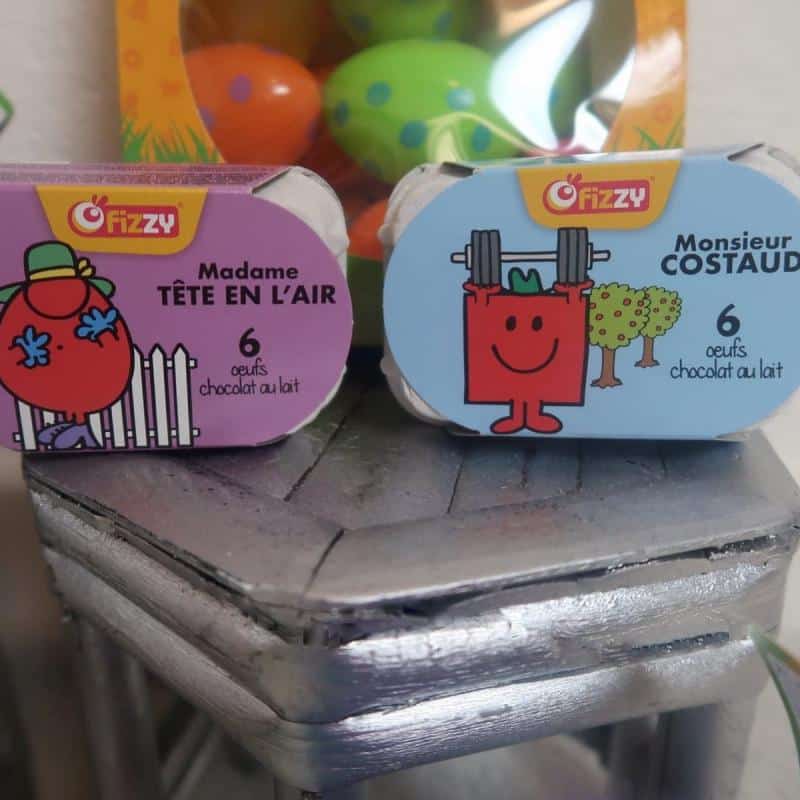 fizzy
Madame
TÊTE EN L'AIR
6
oeufs
chocolat au lait
fizzy
Monsieur
COSTAUD
6
oeufs
chocolat au lait